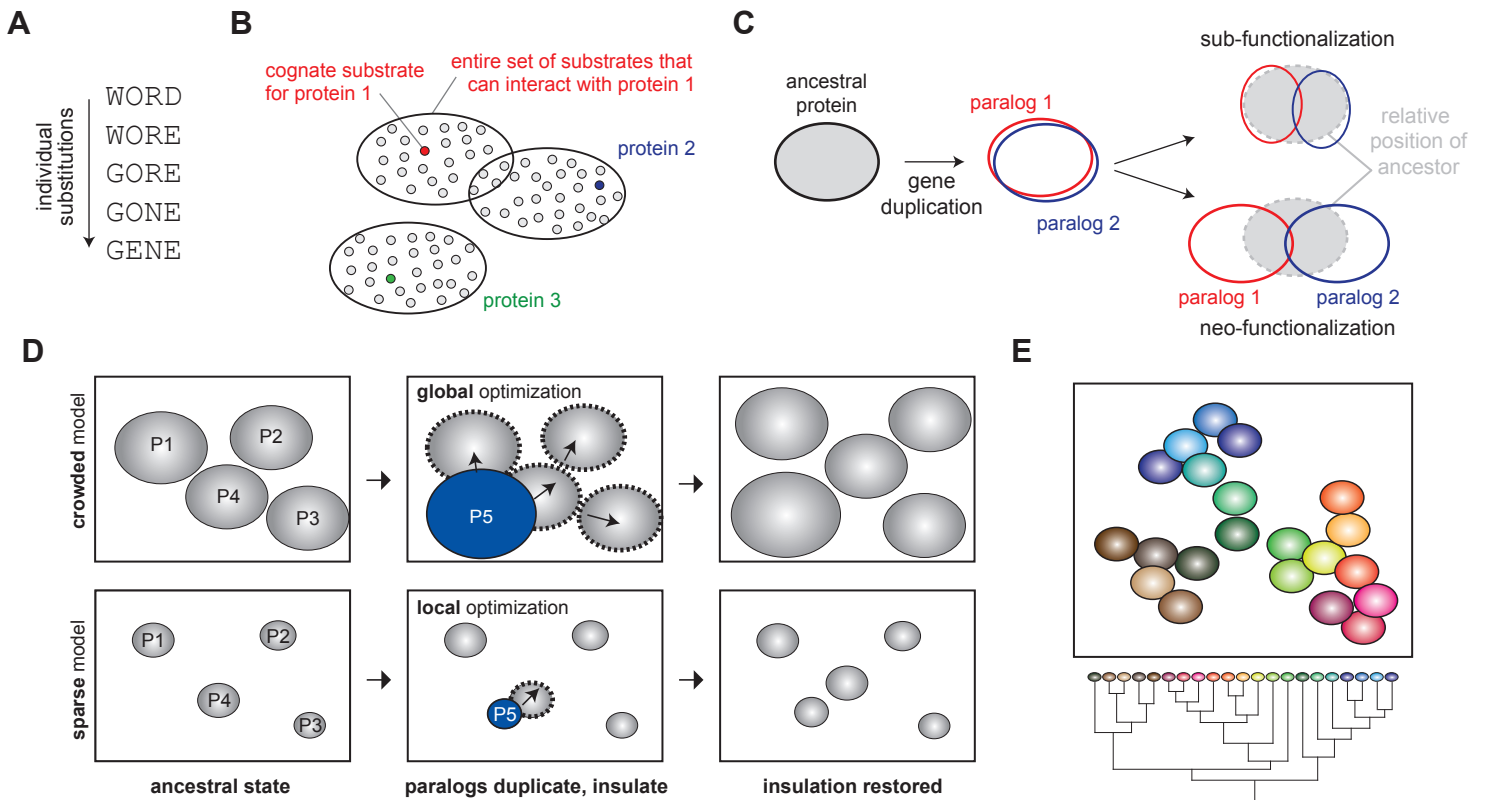 A
individual
substitutions
WORD
WORE
GORE
GONE
GENE
B
cognate substrate
for protein 1
entire set of substrates that
can interact with protein 1
protein 2
protein 3
C
ancestral
protein
gene
duplication
paralog 1
paralog 2
sub-functionalization
relative
position of
ancestor
paralog 1
paralog 2
neo-functionalization
D
crowded model
P1
P2
P4
P3
global optimization
P5
sparse model
P1
P2
P4
P3
local optimization
P5
ancestral state
paralogs duplicate, insulate
insulation restored
E